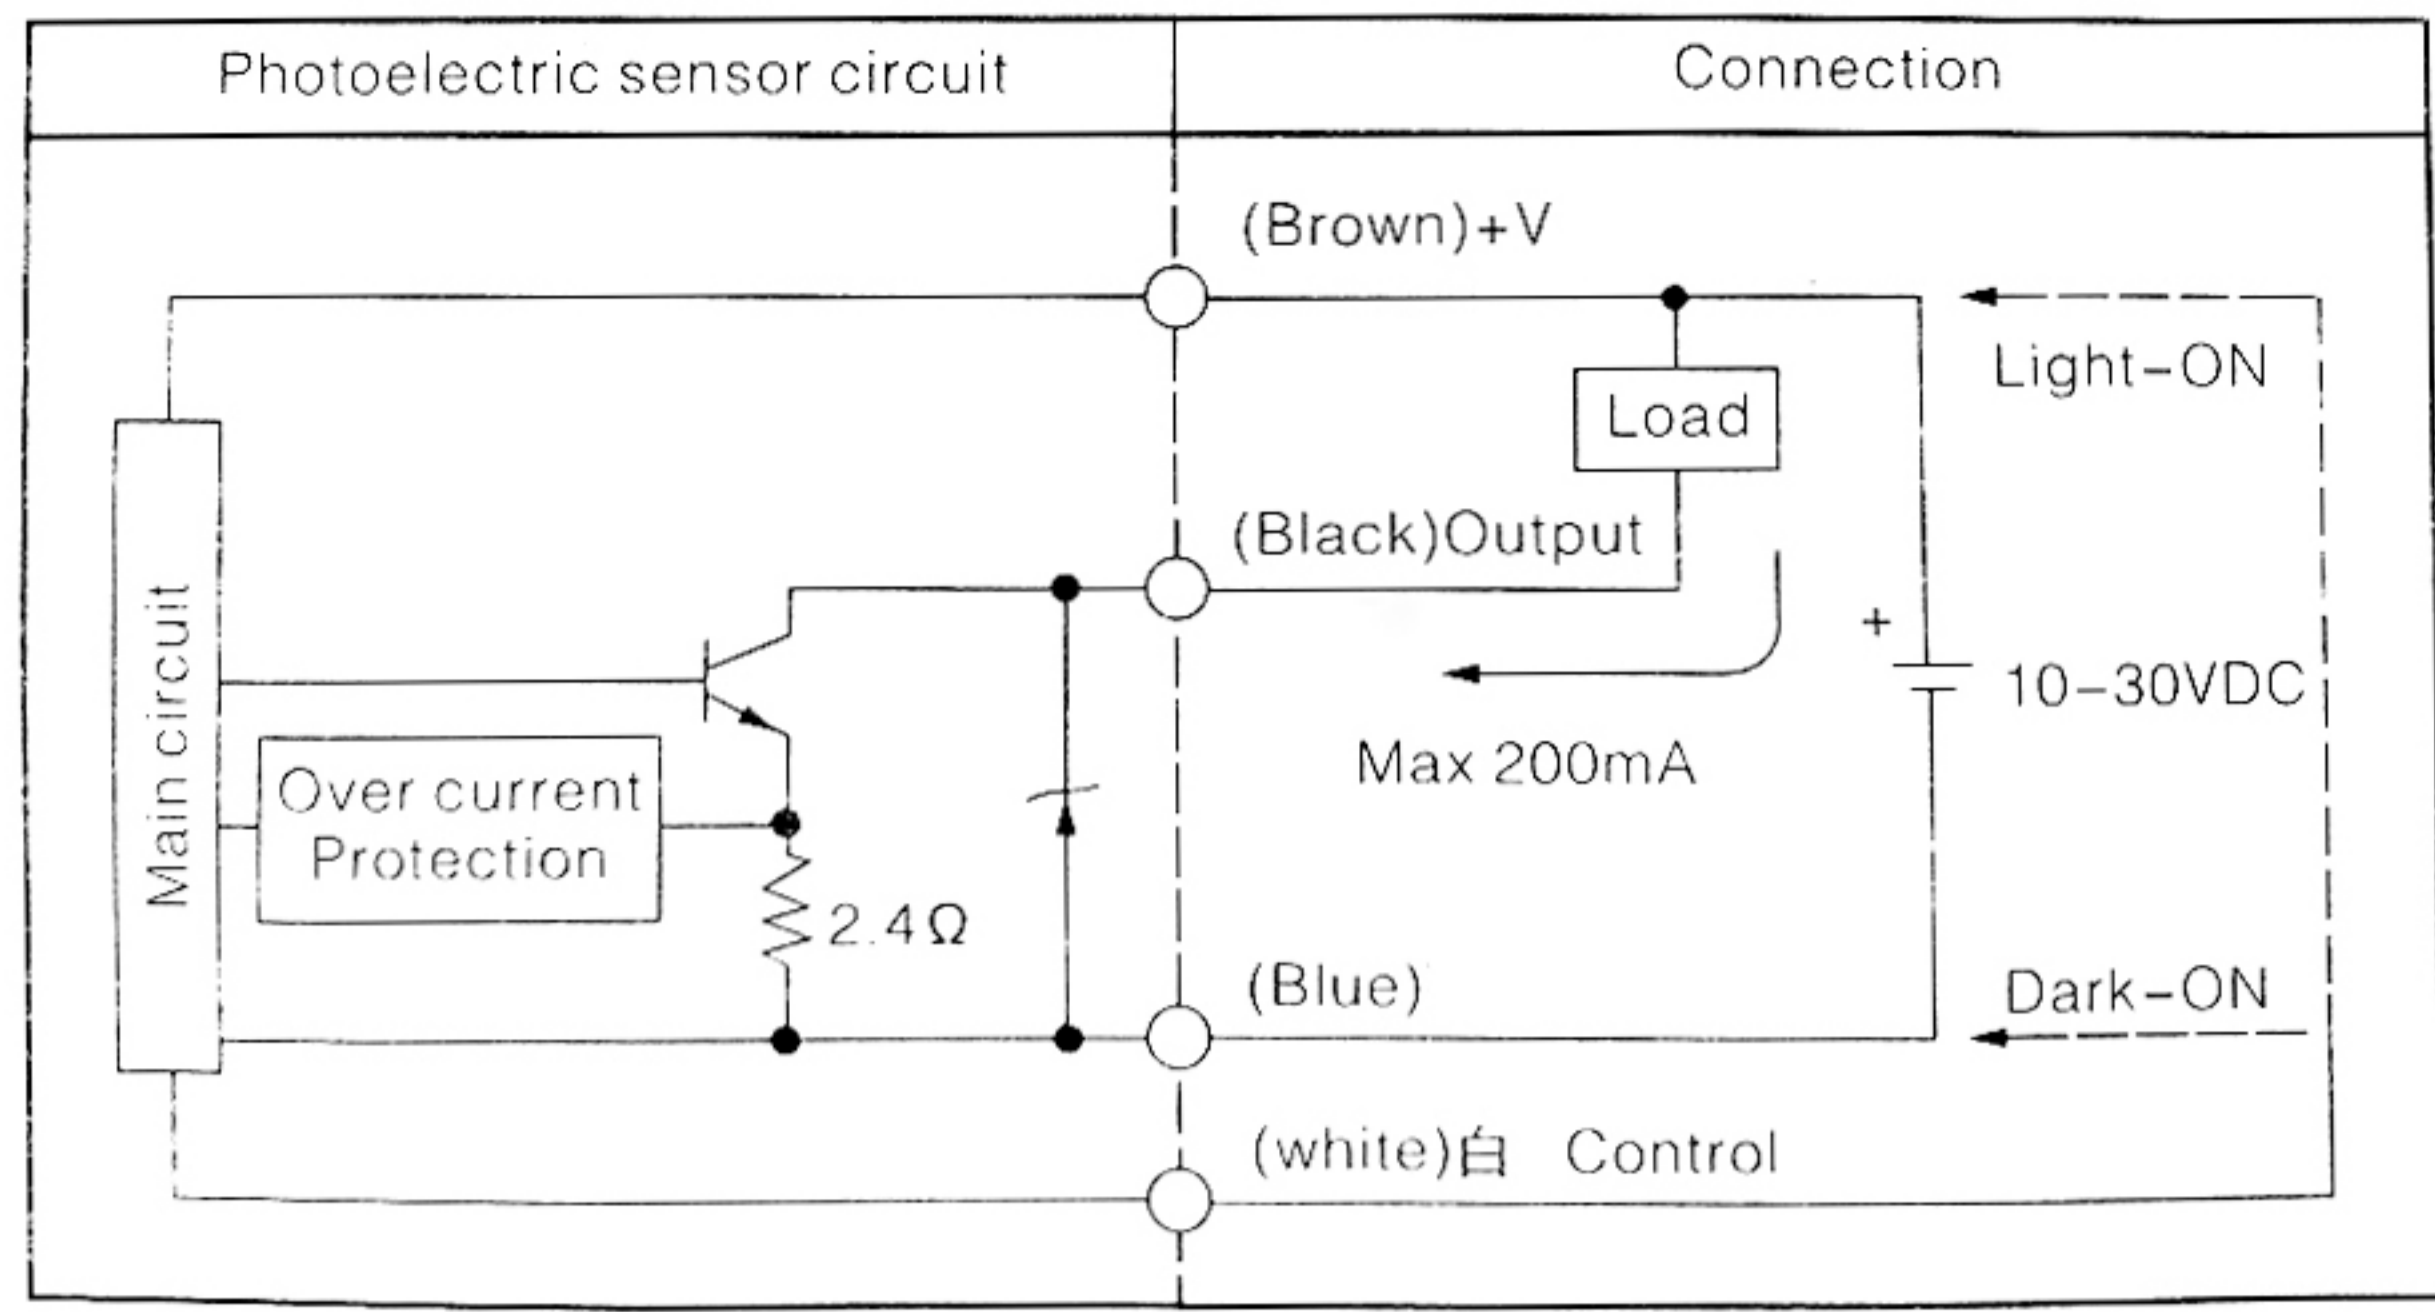 Photoelectric sensor circuit
Connection
(Brown)+V
Light-ON
Load
(Black)Output
+
10-30VDC
Max 200mA
Main circuit
Over current
Protection
2.4Ω
(Blue)
Dark-ON
(white)白 Control